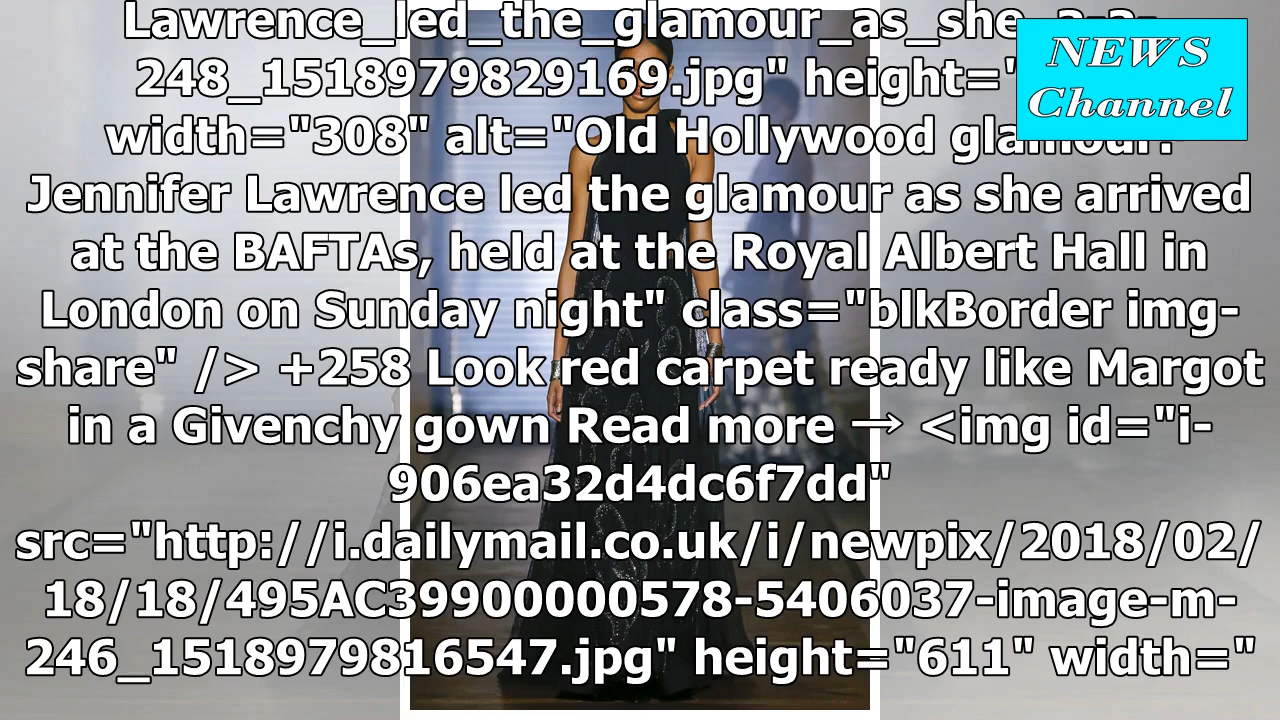 Lawrence_led_the_glamour_as_she_a-a-
248_1518979829169.jpg" height="
NEWS
Channel
width="308" alt="Old Hollywood glamour:
Jennifer Lawrence led the glamour as she arrived
at the BAFTAs, held at the Royal Albert Hall in
London on Sunday night" class="blkBorder img-
share" /> +258 Look red carpet ready like Margot
in a Givenchy gown Read more → <img id="i-
906ea32d4dc6f7dd"
src="http://i.dailymail.co.uk/i/newpix/2018/02/
18/18/495AC39900000578-5406037-image-m-
246_1518979816547.jpg" height="611" width="